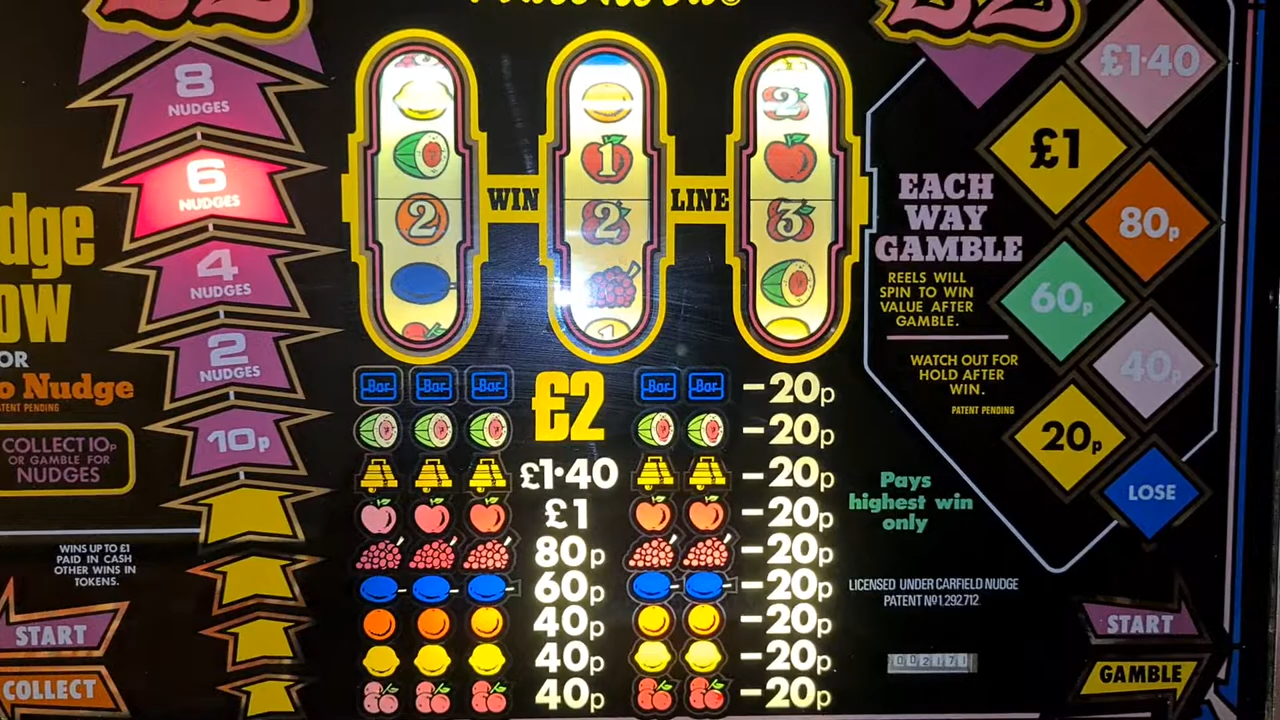 £2
£2
£1·40
8
NUDGES
6
NUDGES
4
NUDGES
2
NUDGES
10p
OR
Nudge
PATENT PENDING
COLLECT 10p
OR GAMBLE FOR
NUDGES
WINS UP TO £1
PAID IN CASH
OTHER WINS IN
TOKENS.
START
COLLECT
2
1
2
1
2
3
WIN
LINE
Bar Bar Bar £2 Bar Bar -20p
-20p
£1·40 -20p
£1 -20p
80p -20p
60p -20p
40p -20p
40p -20p
40p -20p
£1
80p
60p
40p
20p
LOSE
EACH
WAY
GAMBLE
REELS WILL
SPIN TO WIN
VALUE AFTER
GAMBLE.
WATCH OUT FOR
HOLD AFTER
WIN.
PATENT PENDING
Pays
highest win
only
LICENSED UNDER CARFIELD NUDGE
PATENT Nº1,292,712.
002171
START
GAMBLE